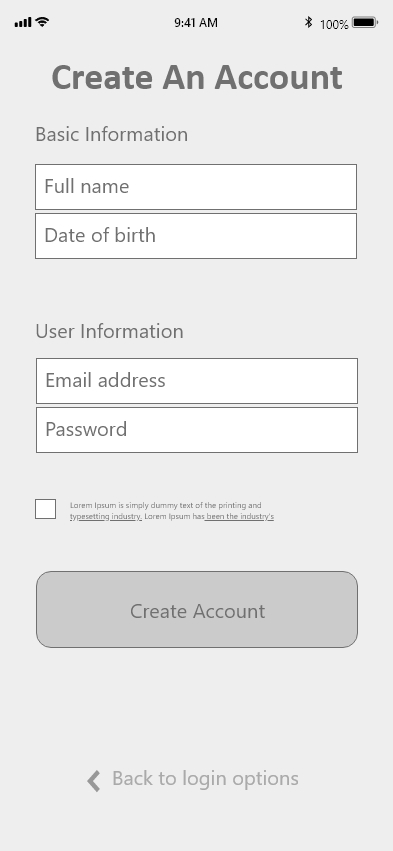 9:41 AM 100%
Create An Account
Basic Information
Full name
Date of birth
User Information
Email address
Password
Lorem Ipsum is simply dummy text of the printing and
typesetting industry. Lorem Ipsum has been the industry's
Create Account
Back to login options